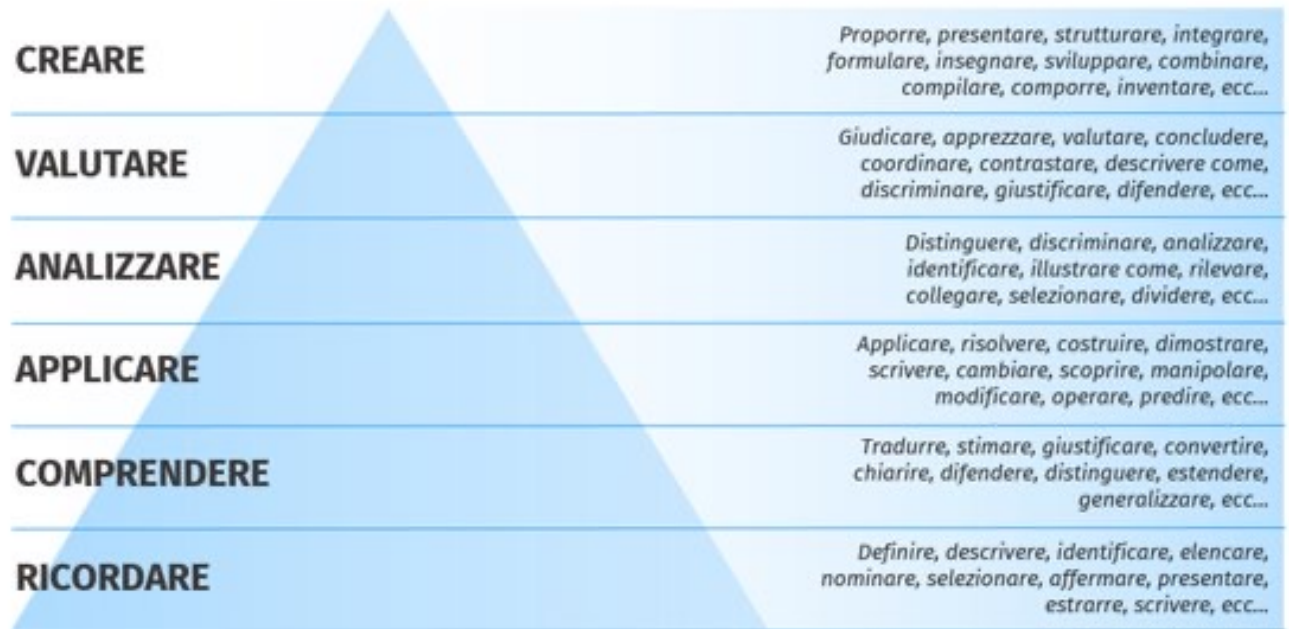 CREARE
Proporre, presentare, strutturare, integrare,
formulare, insegnare, sviluppare, combinare,
compilare, comporre, inventare, ecc...
VALUTARE
Giudicare, apprezzare, valutare, concludere,
coordinare, contrastare, descrivere come,
discriminare, giustificare, difendere, ecc...
ANALIZZARE
Distinguere, discriminare, analizzare,
identificare, illustrare come, rilevare,
collegare, selezionare, dividere, ecc...
APPLICARE
Applicare, risolvere, costruire, dimostrare,
scrivere, cambiare, scoprire, manipolare,
modificare, operare, predire, ecc...
COMPRENDERE
Tradurre, stimare, giustificare, convertire,
chiarire, difendere, distinguere, estendere,
generalizzare, ecc...
RICORDARE
Definire, descrivere, identificare, elencare,
nominare, selezionare, affermare, presentare,
estrarre, scrivere, ecc...